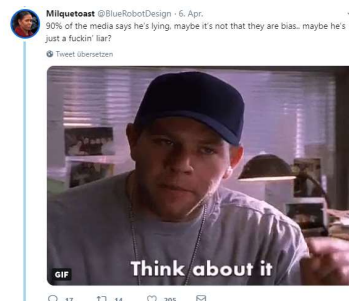 Milquetoast @BlueRobotDesign · 6. Apr.
90% of the media says he's lying, maybe it's not that they are bias.. maybe he's
just a fuckin' liar?
Tweet übersetzen
GIF
Think about it
17 14 205